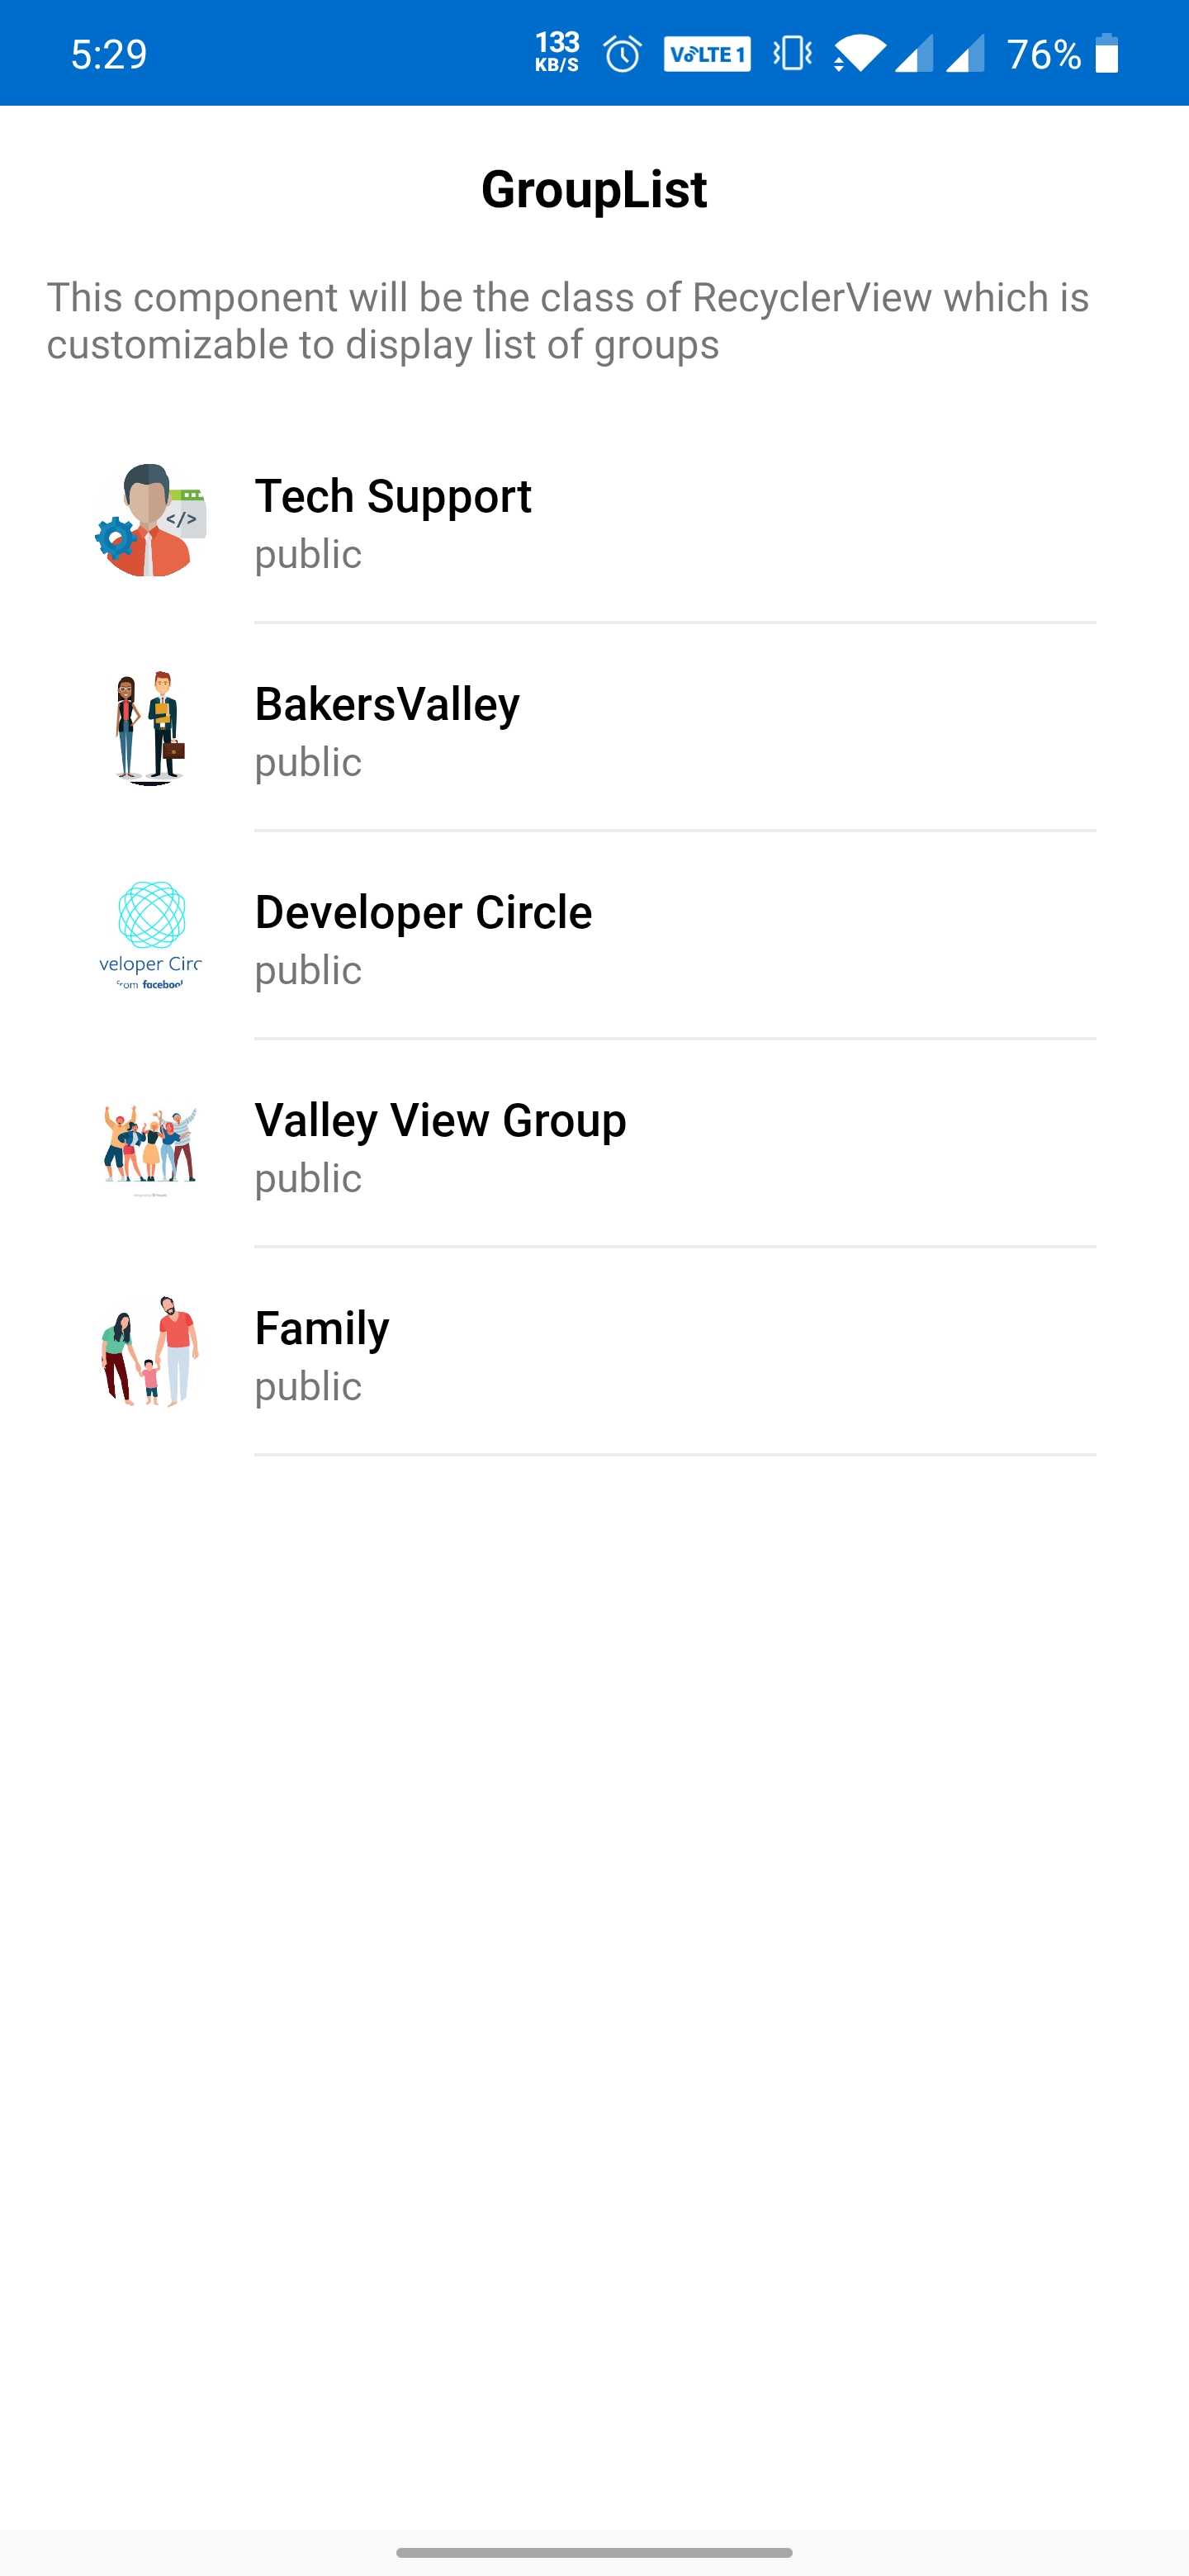 5:29
133
KB/S
VoLTE 1
76%
GroupList
This component will be the class of RecyclerView which is
customizable to display list of groups
</>
Tech Support
public
BakersValley
public
Developer Circle
public
veloper Circ
from facebook
Valley View Group
public
Family
public